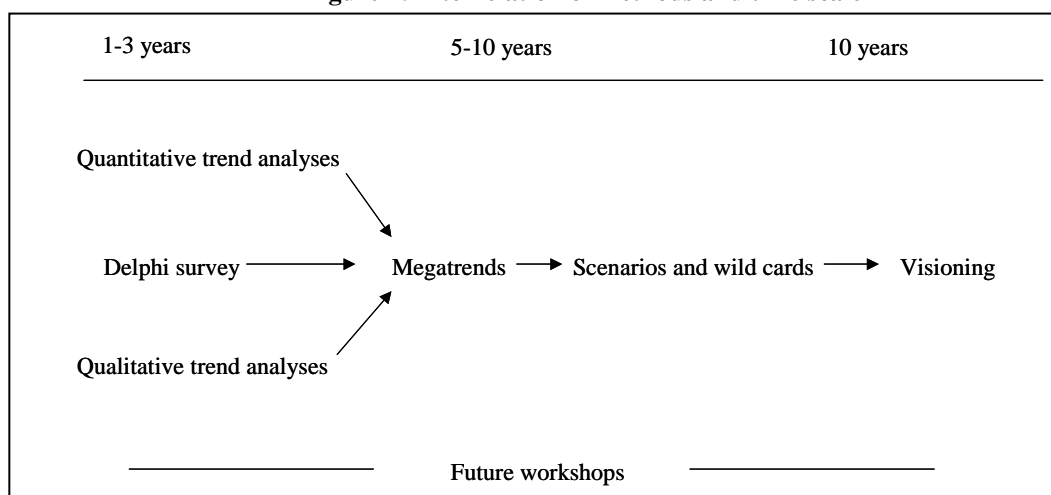 1-3 years 5-10 years 10 years
Quantitative trend analyses
Delphi survey Megatrends Scenarios and wild cards Visioning
Qualitative trend analyses
Future workshops